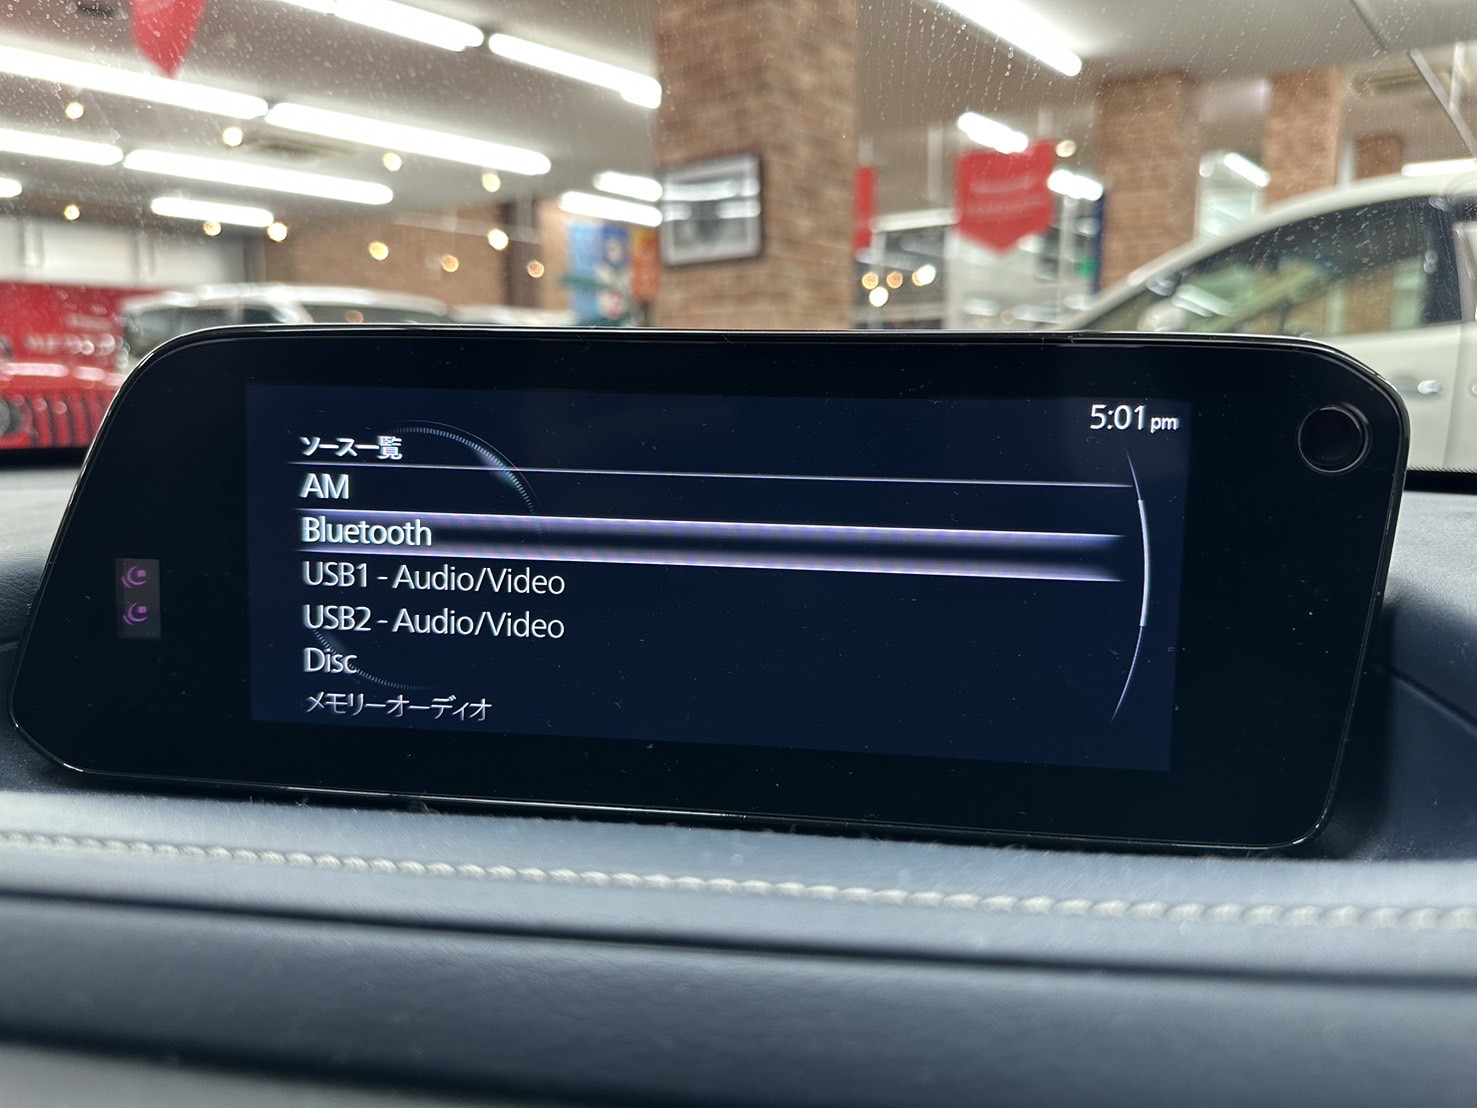 5:01 pm
ソース一覧
AM
Bluetooth
USB1 - Audio/Video
USB2 - Audio/Video
Disc
メモリーオーディオ